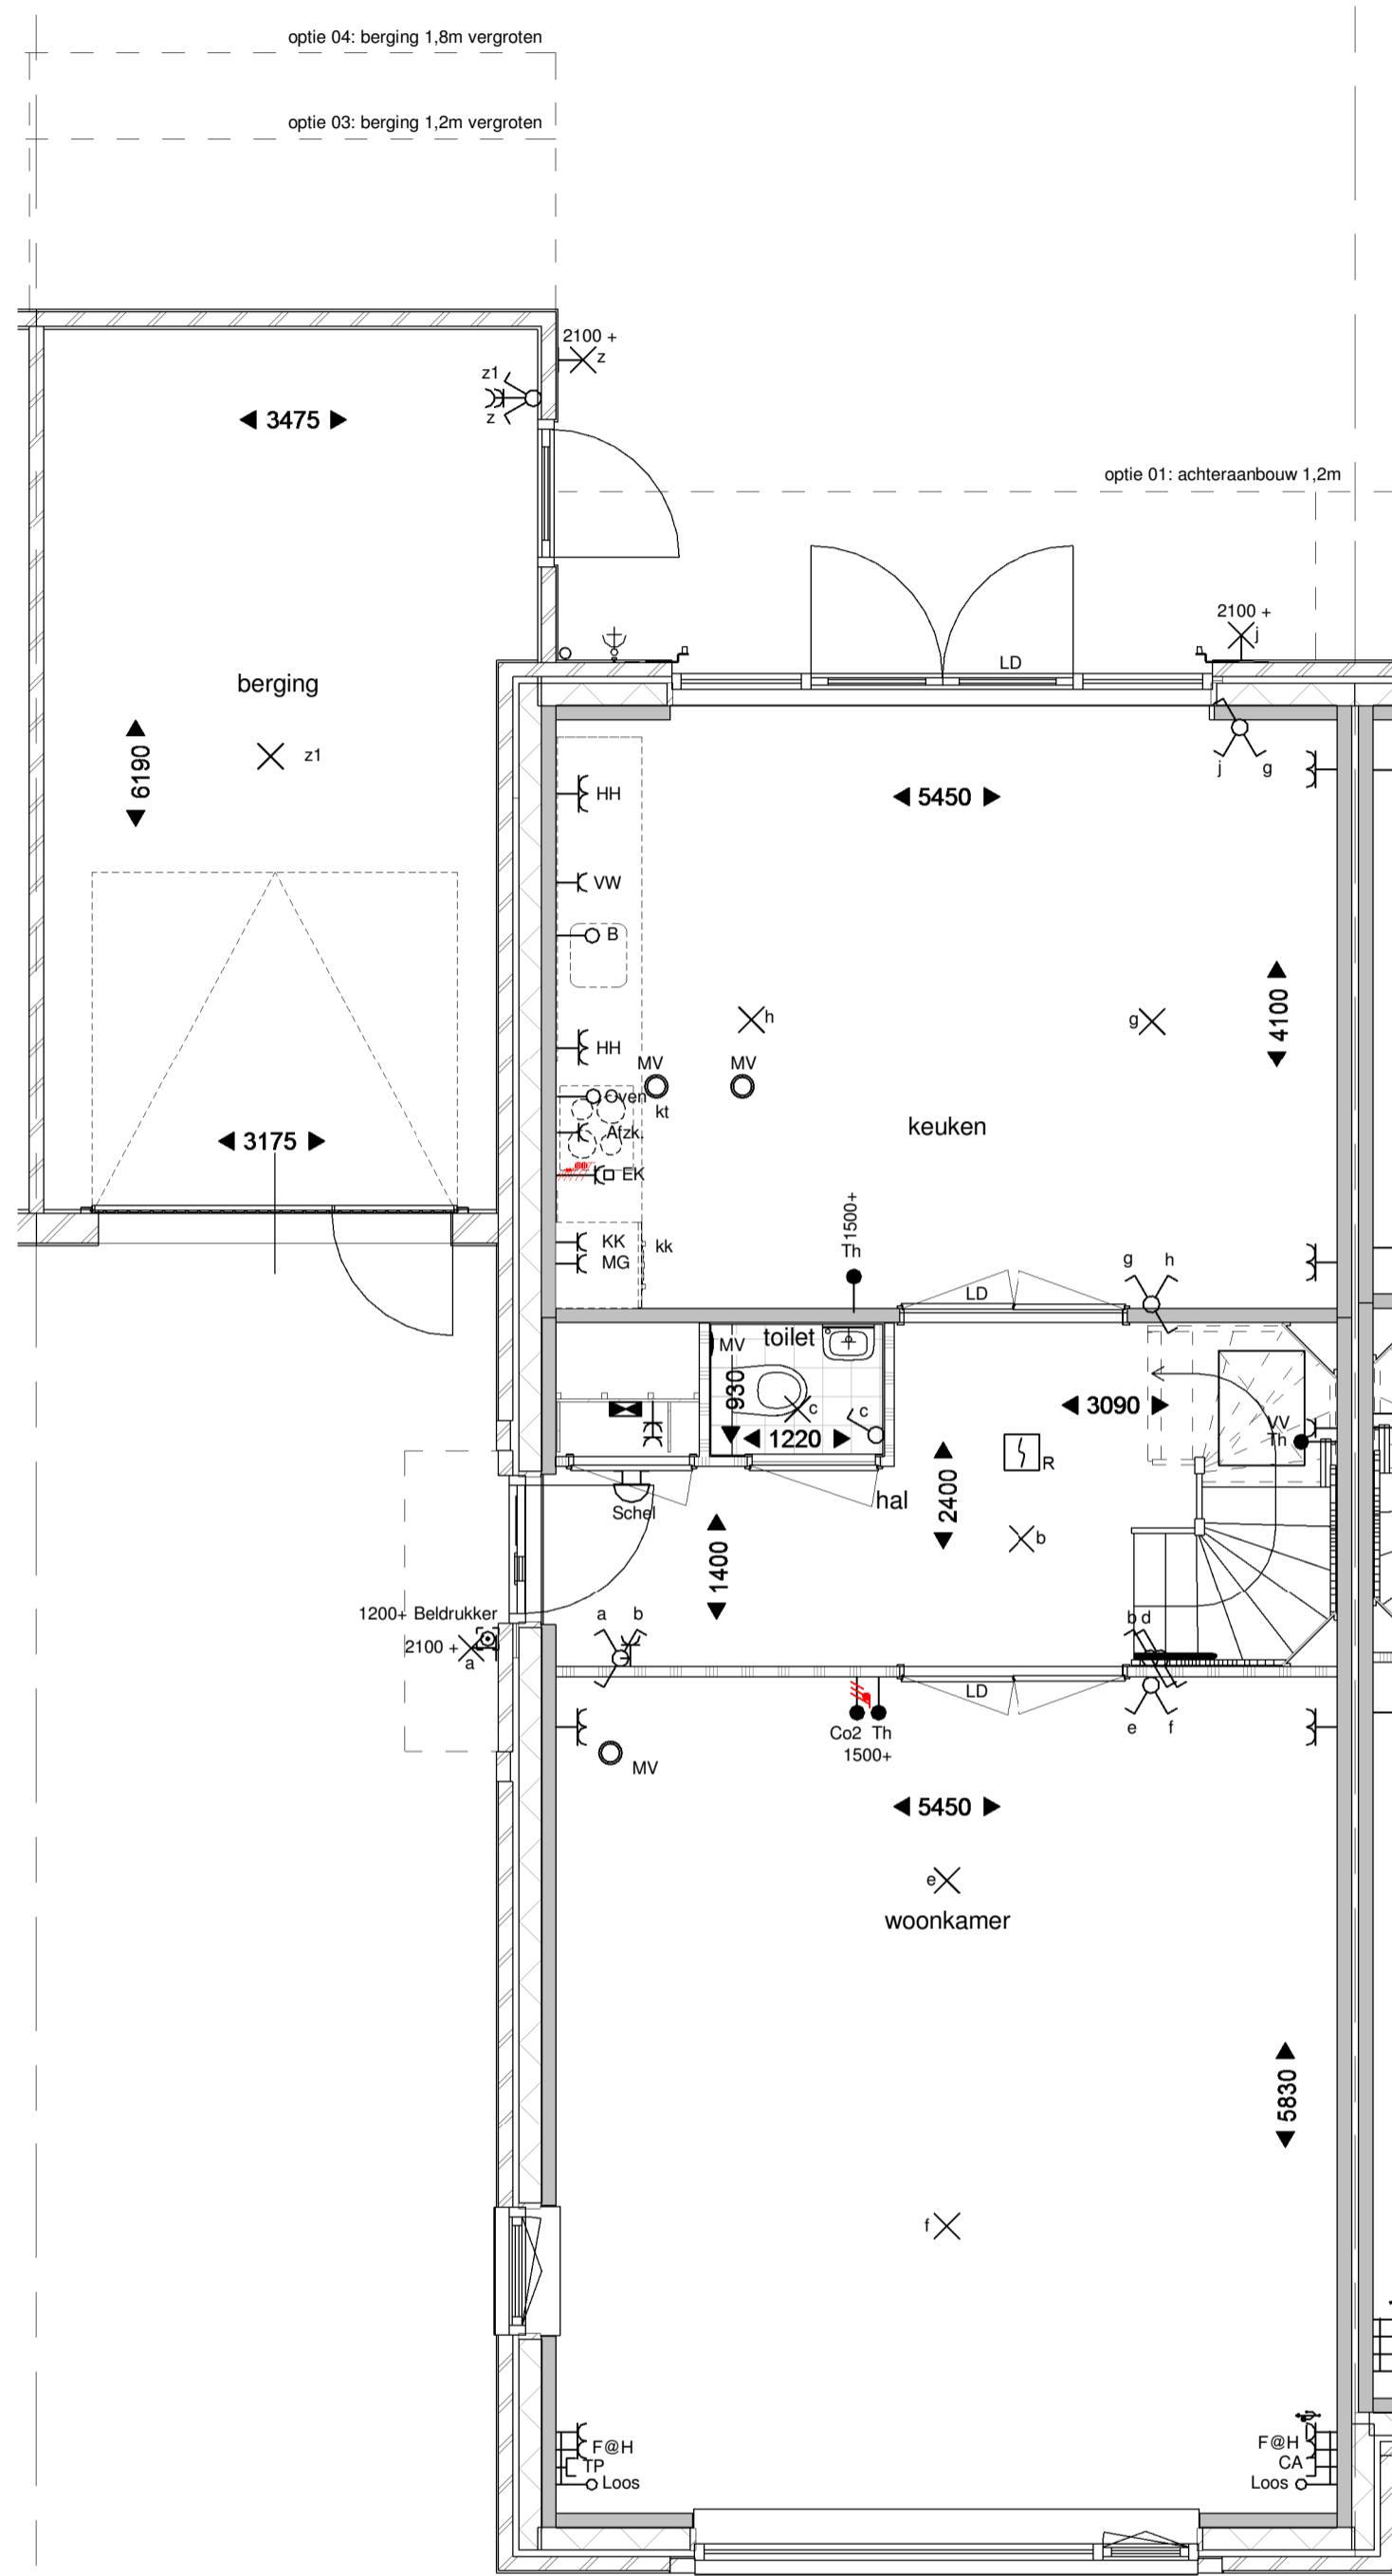 optie 04: berging 1,8m vergroten
optie 03: berging 1,2m vergroten
2100 +
z
z1
z
3475
optie 01: achteraanbouw 1,2m
2100 +
j
LD
berging
6190
z1
j
g
5450
HH
VW
B
h
g
4100
HH
MV
MV
Oven
kt
Afzk.
keuken
3175
EK
KK
kk
MG
1500+
Th
g
h
LD
toilet
MV
930
c
c
1220
3090
VV
Th
R
2400
hal
Schel
1400
b
1200+ Beldrukker
2100 +
a
a
b
b d
LD
Co2 Th
1500+
e
f
MV
5450
e
woonkamer
5830
f
F@H
TP
Loos
F@H
CA
Loos